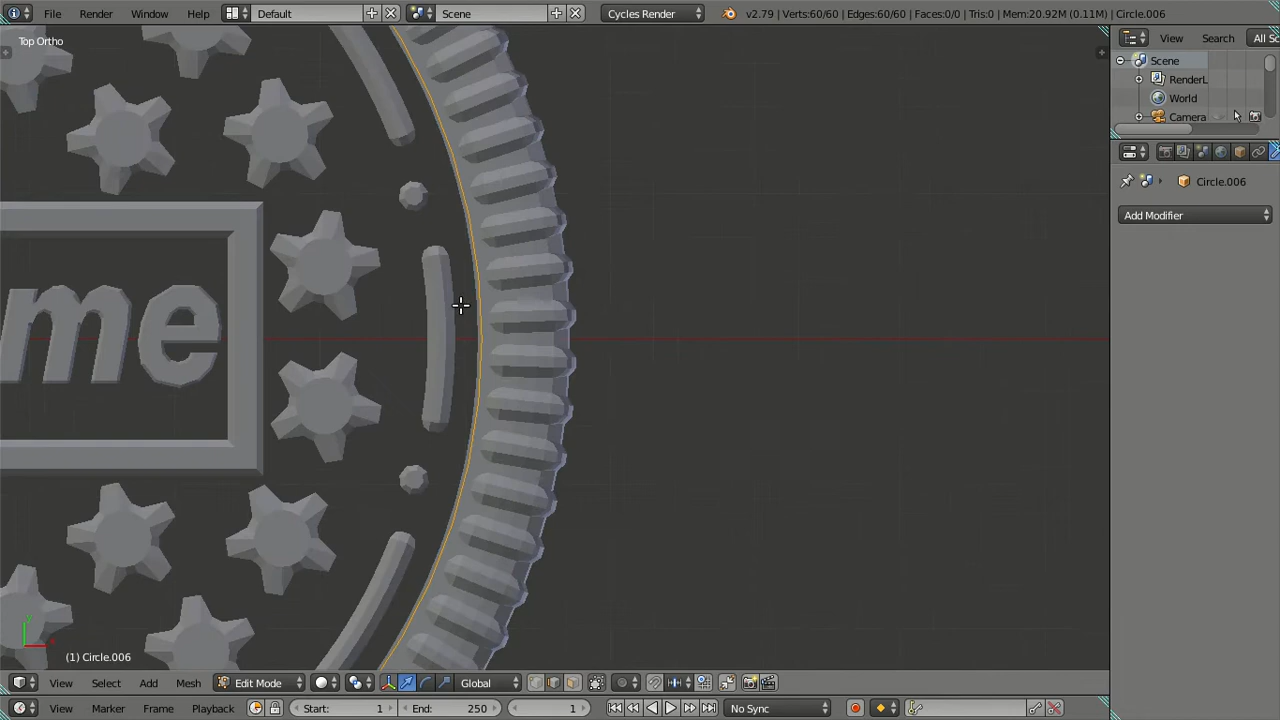 File Render Window Help Default Scene Cycles Render v2.79 | Verts:60/60 | Edges:60/60 | Faces:0/0 | Tris:0 | Mem:20.92M (0.11M) | Circle.006
Top Ortho
View Search All Sc
Scene
RenderL
World
Camera
Circle.006
Add Modifier
me
(1) Circle.006
View Select Add Mesh Edit Mode Global
View Marker Frame Playback Start: 1 End: 250 1 No Sync